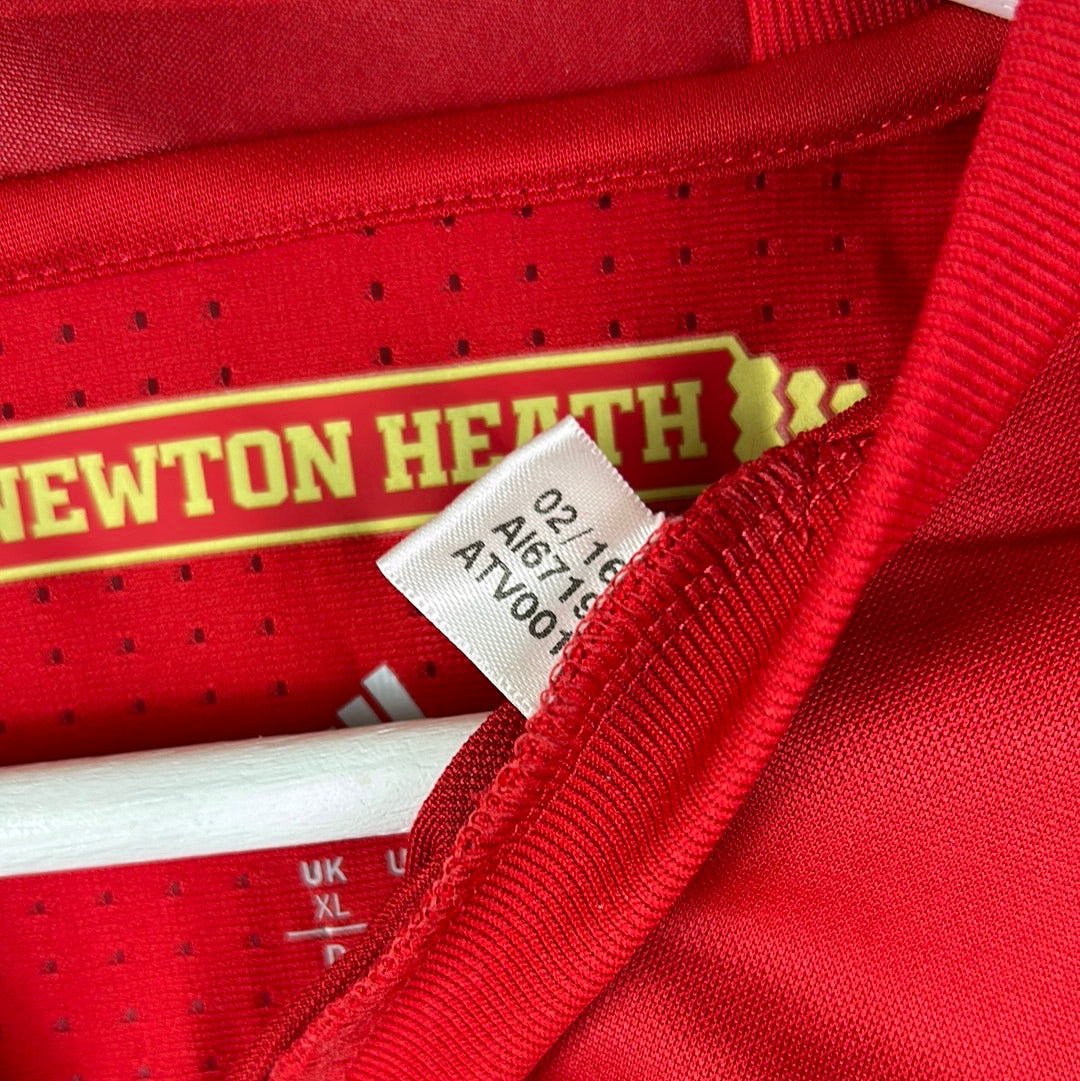 NEWTON HEATH
02/16
AI6719
ATV001
UK
XL